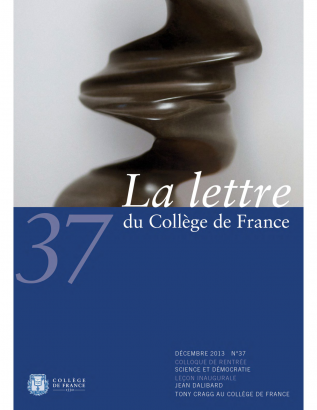 La lettre
37
du Collège de France
DÉCEMBRE 2013 N°37
COLLOQUE DE RENTRÉE
SCIENCE ET DÉMOCRATIE
LEÇON INAUGURALE
JEAN DALIBARD
TONY CRAGG AU COLLÈGE DE FRANCE
COLLÈGE
DE FRANCE
1530